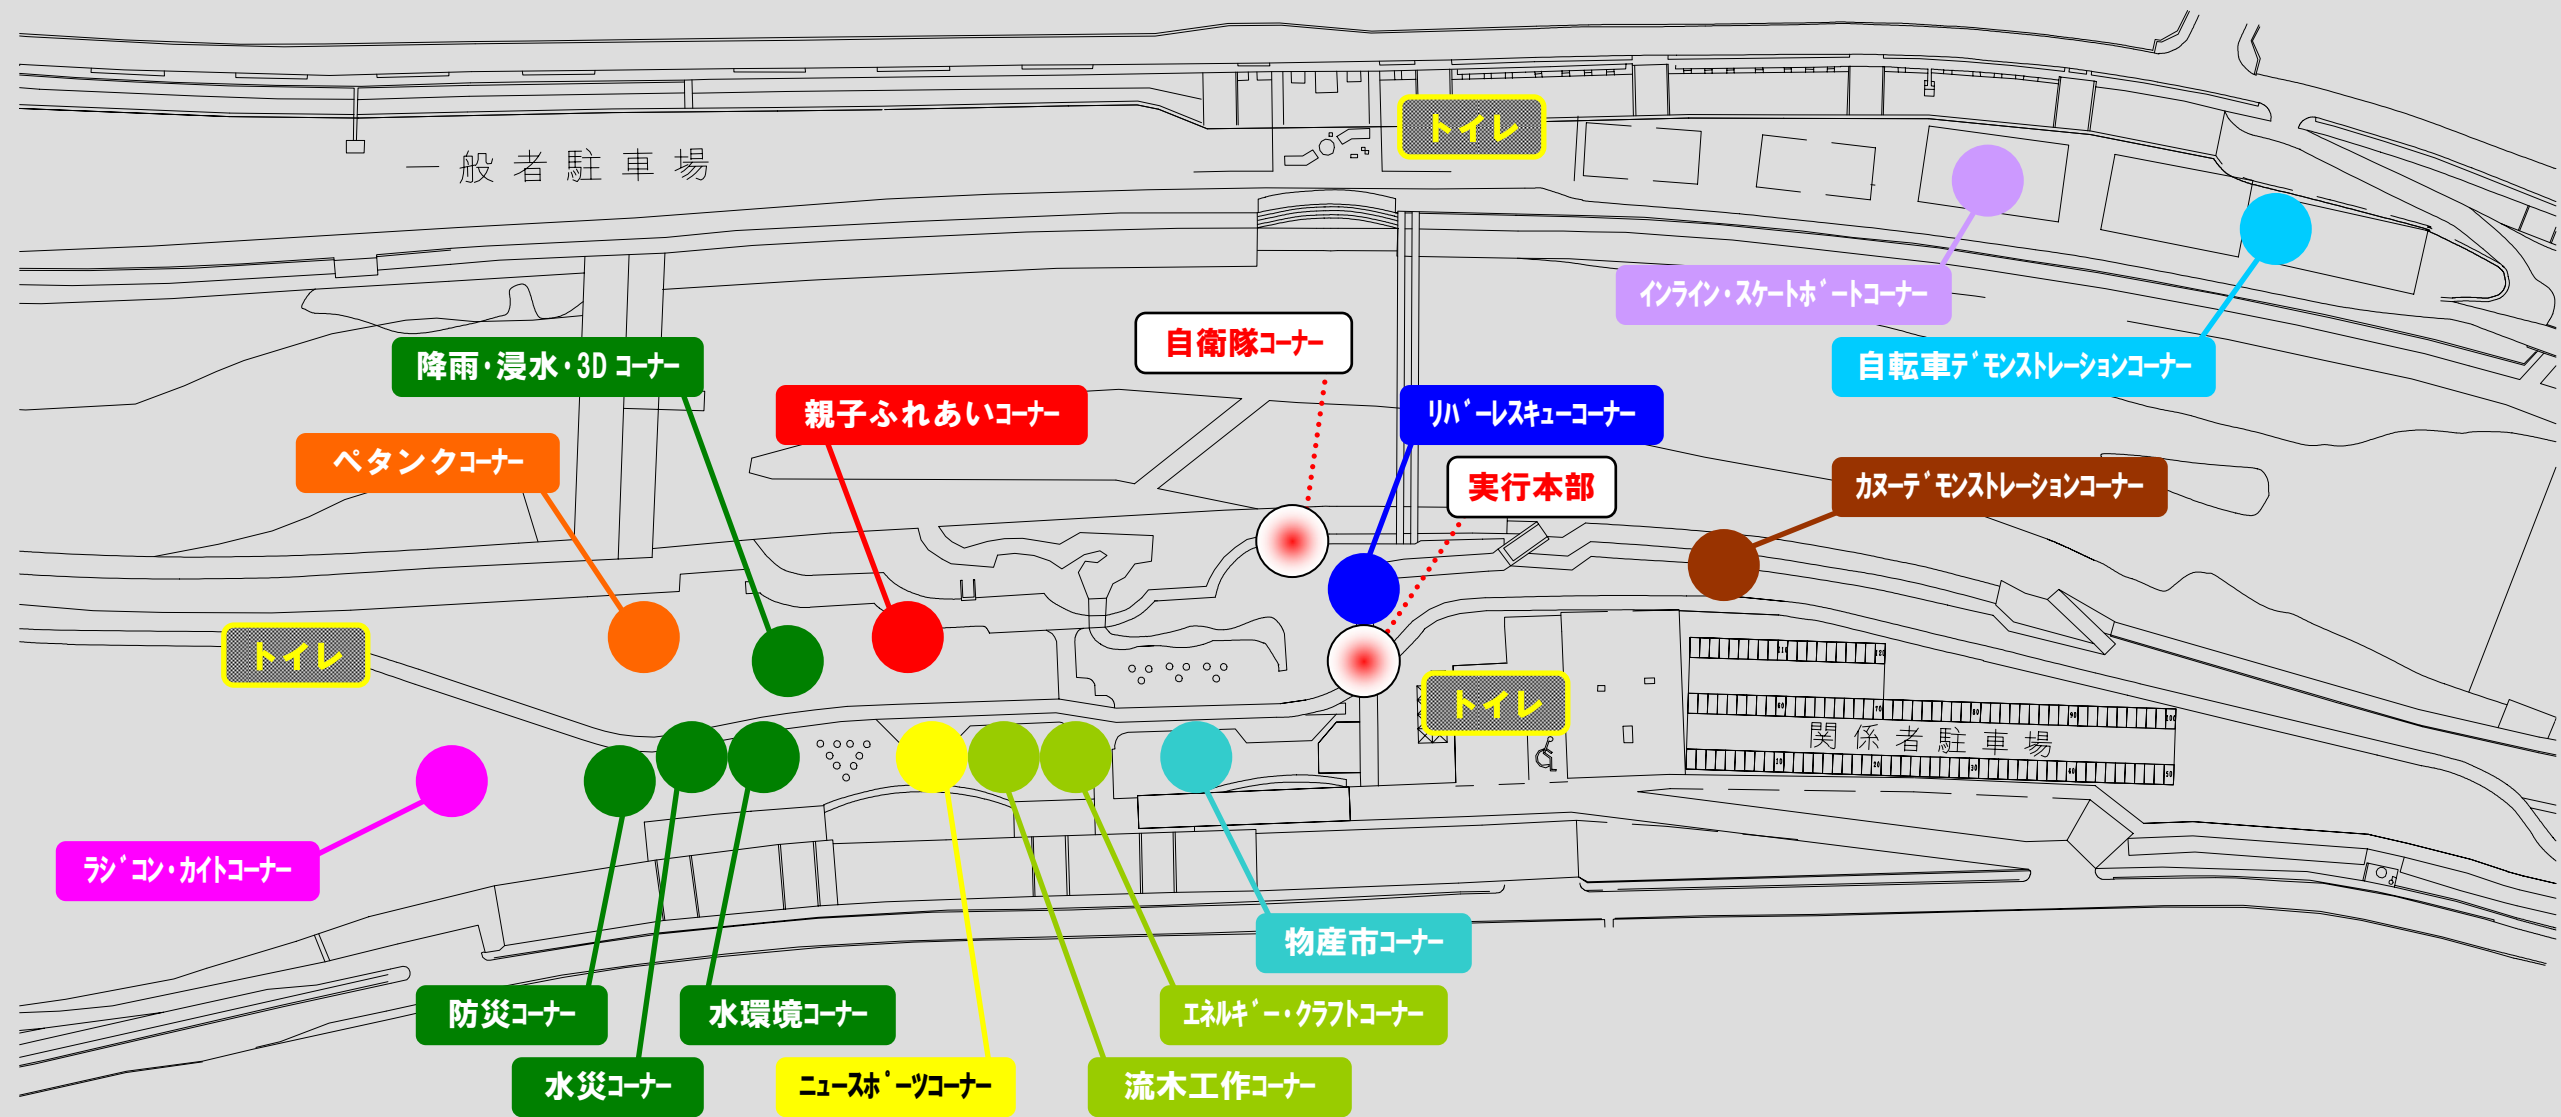 トイレ
一般者駐車場
インライン・スケートボートコーナー
自衛隊コーナー
降雨・浸水・3D コーナー
自転車デモンストレーションコーナー
親子ふれあいコーナー
リバーレスキューコーナー
ペタンクコーナー
実行本部
カヌーデモンストレーションコーナー
トイレ
トイレ
関係者駐車場
ラジコン・カイトコーナー
物産市コーナー
防災コーナー
水環境コーナー
エネルギー・クラフトコーナー
水災コーナー
ニュースポーツコーナー
流木工作コーナー